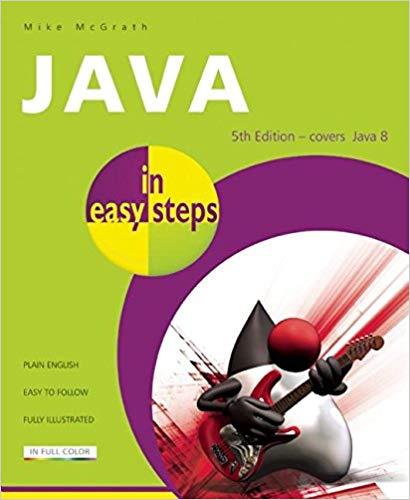 Mike McGrath
JAVA
5th Edition – covers Java 8
in
easy steps
PLAIN ENGLISH
EASY TO FOLLOW
FULLY ILLUSTRATED
IN FULL COLOR